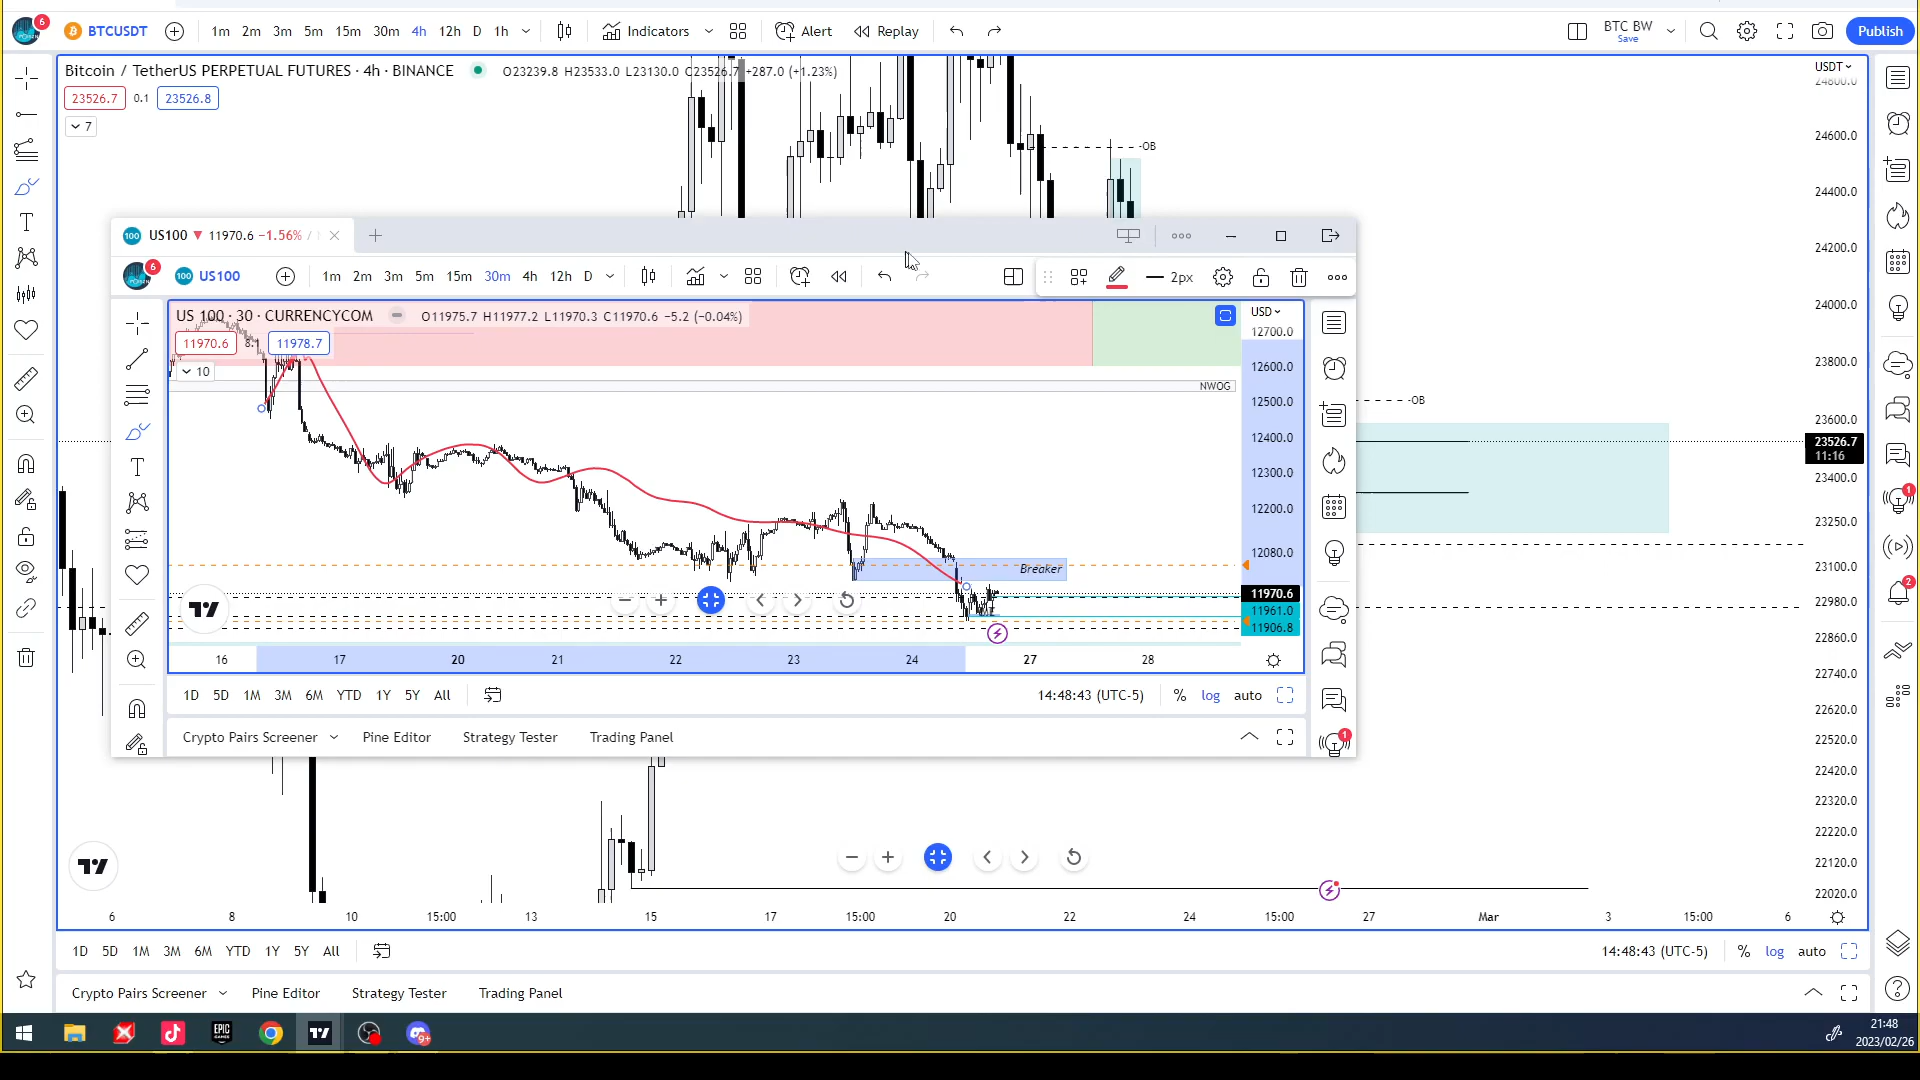 6 BTCUSDT 1m 2m 3m 5m 15m 30m 4h 12h D 1h Indicators Alert Replay BTC BW Save Publish
Bitcoin / TetherUS PERPETUAL FUTURES · 4h · BINANCE O23239.8 H23533.0 L23130.0 C23526.7 +287.0 (+1.23%) USDT
23526.7 0.1 23526.8
7
24800.0
24600.0
-OB
24400.0
24200.0
24000.0
23800.0
-OB
23600.0
23526.7
11:16
23400.0
23250.0
23100.0
22980.0
22860.0
22740.0
22620.0
22520.0
22420.0
22320.0
22220.0
22120.0
22020.0
1
2
100 US100 11970.6 −1.56% /
6 100 US100 1m 2m 3m 5m 15m 30m 4h 12h D 2px
US 100 · 30 · CURRENCYCOM O11975.7 H11977.2 L11970.3 C11970.6 −5.2 (−0.04%) USD
11970.6 8.1 11978.7
10
NWOG
12700.0
12600.0
12500.0
12400.0
12300.0
12200.0
12080.0
Breaker
11970.6
11961.0
11906.8
16 17 20 21 22 23 24 27 28
1D 5D 1M 3M 6M YTD 1Y 5Y All 14:48:43 (UTC-5) % log auto
Crypto Pairs Screener Pine Editor Strategy Tester Trading Panel
1
6 8 10 15:00 13 15 17 15:00 20 22 24 15:00 27 Mar 3 15:00 6
1D 5D 1M 3M 6M YTD 1Y 5Y All 14:48:43 (UTC-5) % log auto
Crypto Pairs Screener Pine Editor Strategy Tester Trading Panel
EPIC GAMES
9+
21:48
2023/02/26